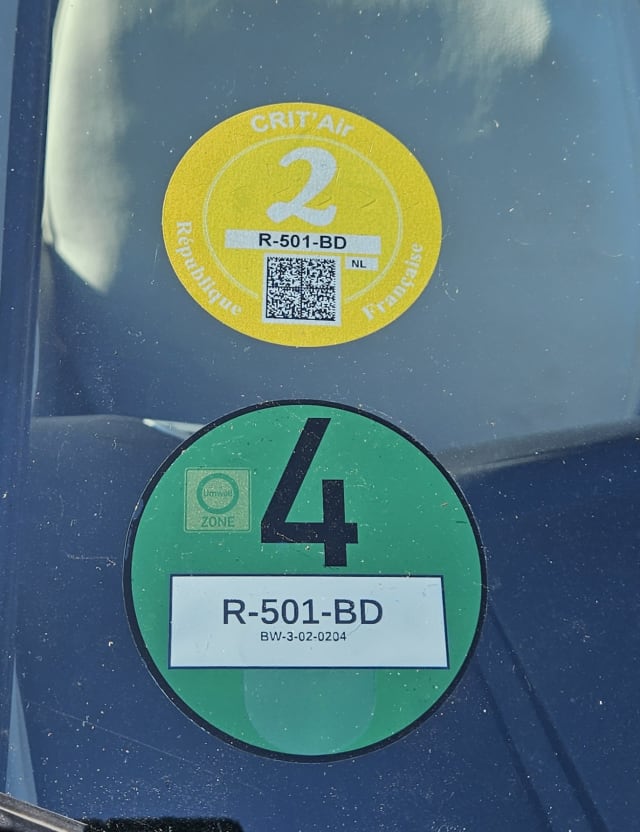 CRIT'Air
2
R-501-BD
NL
République Française
4
Umwelt
ZONE
R-501-BD
BW-3-02-0204